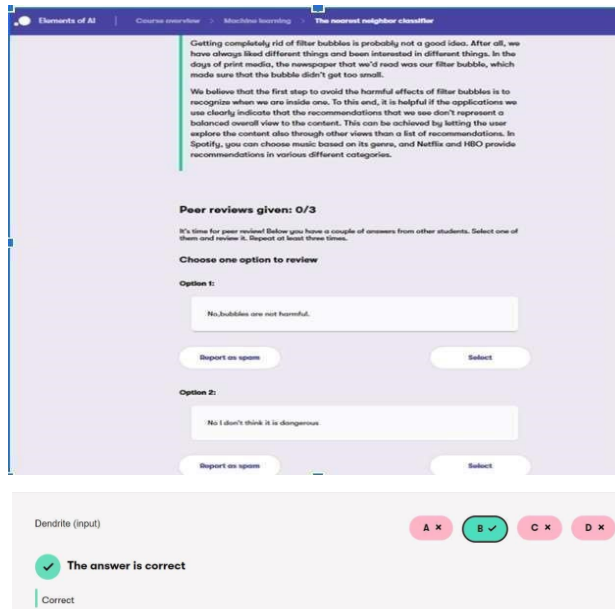 Elements of AI Course overview > Machine learning > The nearest neighbor classifier
Getting completely rid of filter bubbles is probably not a good idea. After all, we
have always liked different things and been interested in different things. In the
days of print media, the newspaper that we'd read was our filter bubble, which
made sure that the bubble didn't get too small.
We believe that the first step to avoid the harmful effects of filter bubbles is to
recognize when we are inside one. To this end, it is helpful if the applications we
use clearly indicate that the recommendations that we see don't represent a
balanced overall view to the content. This can be achieved by letting the user
explore the content also through other views than a list of recommendations. In
Spotify, you can choose music based on its genre, and Netflix and HBO provide
recommendations in various different categories.
Peer reviews given: 0/3
It's time for peer review! Below you have a couple of answers from other students. Select one of
them and review it. Repeat at least three times.
Choose one option to review
Option 1:
No,bubbles are not harmful.
Report as spam Select
Option 2:
No I don't think it is dangerous
Report as spam Select
Dendrite (input) A × B ✓ C × D ×
The answer is correct
Correct